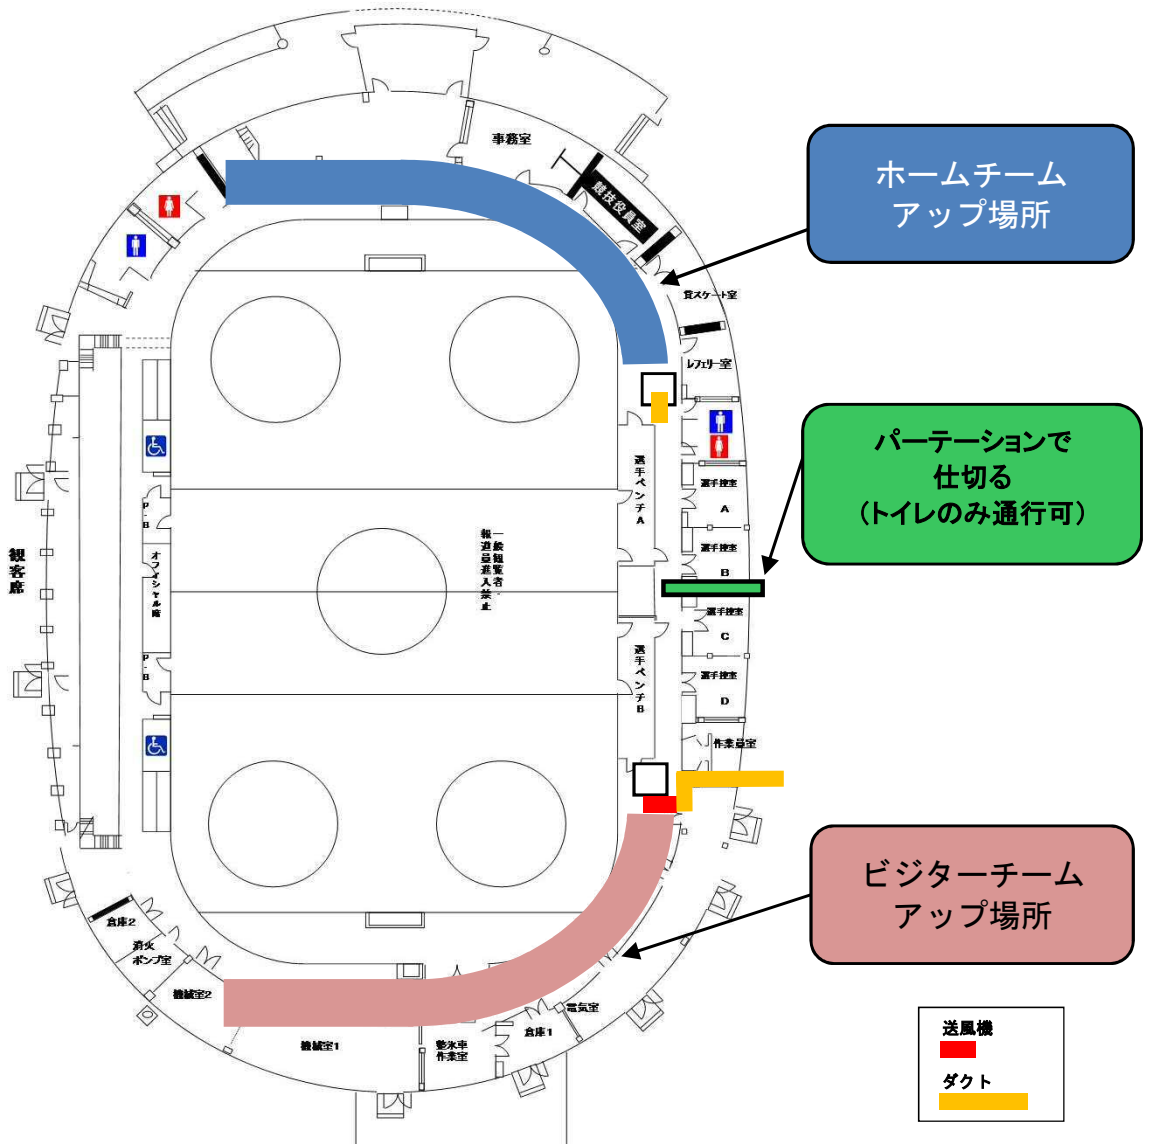 事務室
競技役員室
ホームチーム
アップ場所
貸スケート室
レフェリー室
パーテーションで
仕切る
(トイレのみ通行可)
選手ベンチA
選手控室
A
選手控室
B
選手控室
C
選手控室
D
P-B
オフィシャル席
P-B
観客席
一般観覧者・
報道員進入禁止
選手ベンチB
作業員室
ビジターチーム
アップ場所
倉庫2
消火
ポンプ室
機械室2
機械室1
整氷車
作業室
倉庫1
電気室
送風機
ダクト